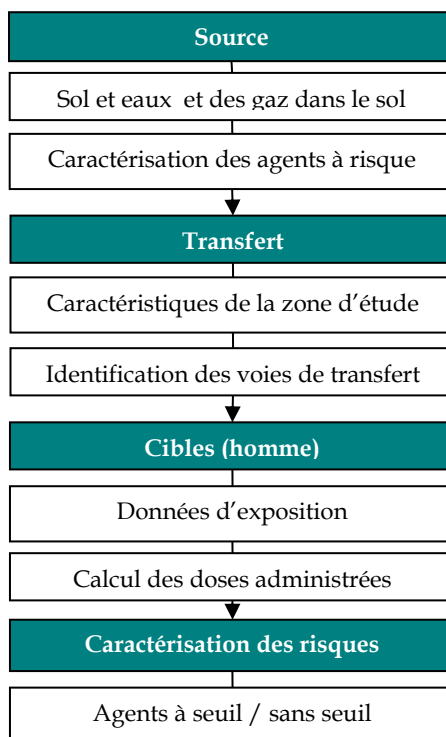 Source
Sol et eaux et des gaz dans le sol
Caractérisation des agents à risque
Transfert
Caractéristiques de la zone d'étude
Identification des voies de transfert
Cibles (homme)
Données d'exposition
Calcul des doses administrées
Caractérisation des risques
Agents à seuil / sans seuil